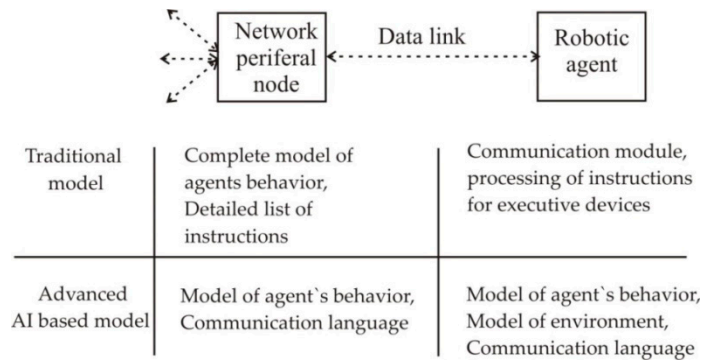 Network
periferal
node
Data link
Robotic
agent
Traditional
model
Complete model of
agents behavior,
Detailed list of
instructions
Communication module,
processing of instructions
for executive devices
Advanced
AI based model
Model of agent`s behavior,
Communication language
Model of agent`s behavior,
Model of environment,
Communication language